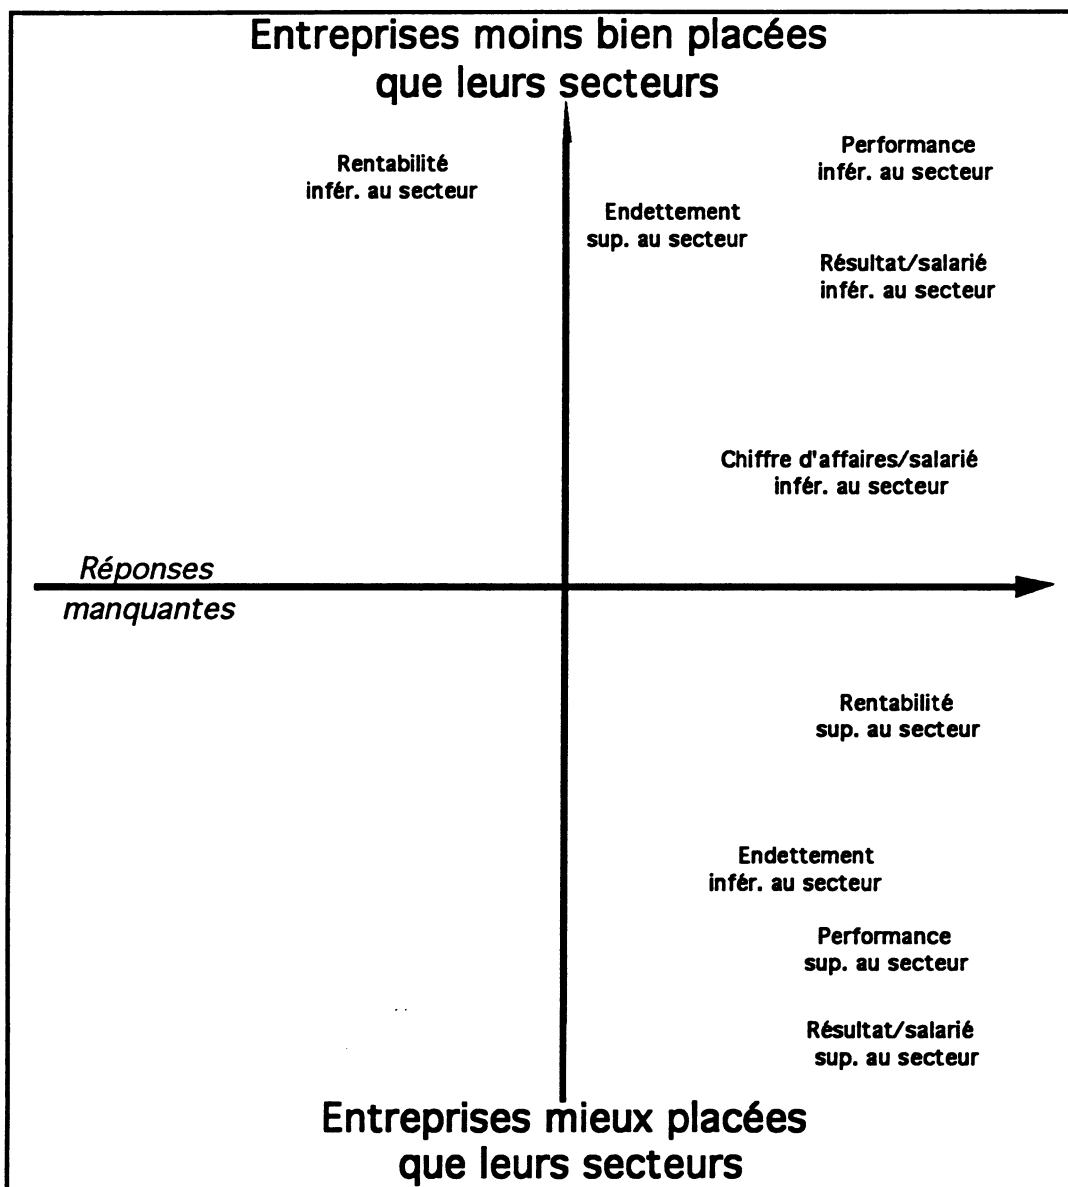 Entreprises moins bien placées
que leurs secteurs
Rentabilité
infér. au secteur
Performance
infér. au secteur
Endettement
sup. au secteur
Résultat/salarié
infér. au secteur
Chiffre d'affaires/salarié
infér. au secteur
Réponses
manquantes
Rentabilité
sup. au secteur
Endettement
infér. au secteur
Performance
sup. au secteur
Résultat/salarié
sup. au secteur
Entreprises mieux placées
que leurs secteurs